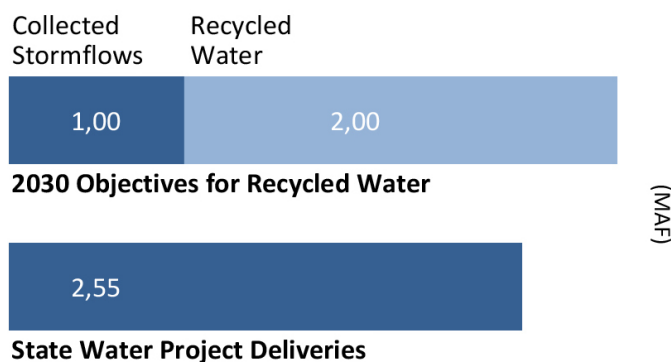 Collected
Stormflows
Recycled
Water
1,00
2,00
2030 Objectives for Recycled Water
(MAF)
2,55
State Water Project Deliveries